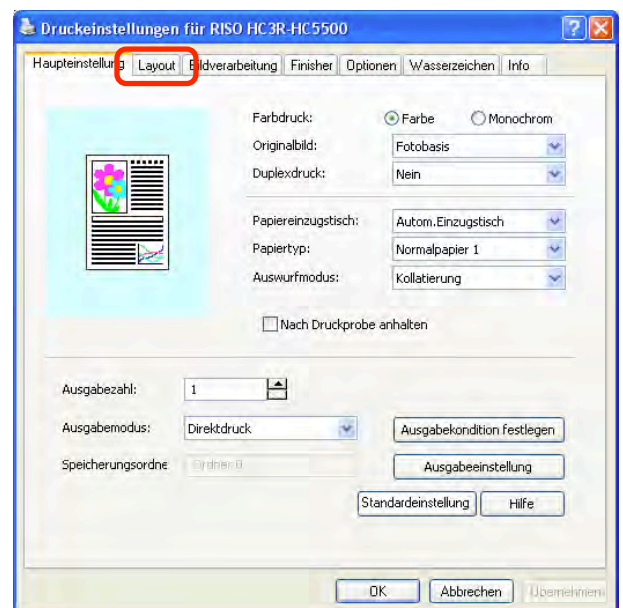 Druckeinstellungen für RISO HC3R-HC5500
Haupteinstellung Layout Bildverarbeitung Finisher Optionen Wasserzeichen Info
Farbdruck: Farbe Monochrom
Originalbild: Fotobasis
Duplexdruck: Nein
Papiereinzugstisch: Autom.Einzugstisch
Papiertyp: Normalpapier 1
Auswurfmodus: Kollatierung
Nach Druckprobe anhalten
Ausgabezahl: 1
Ausgabemodus: Direktdruck Ausgabekondition festlegen
Speicherungsordne Ordner 0 Ausgabeeinstellung
Standardeinstellung Hilfe
OK Abbrechen Übernehmen